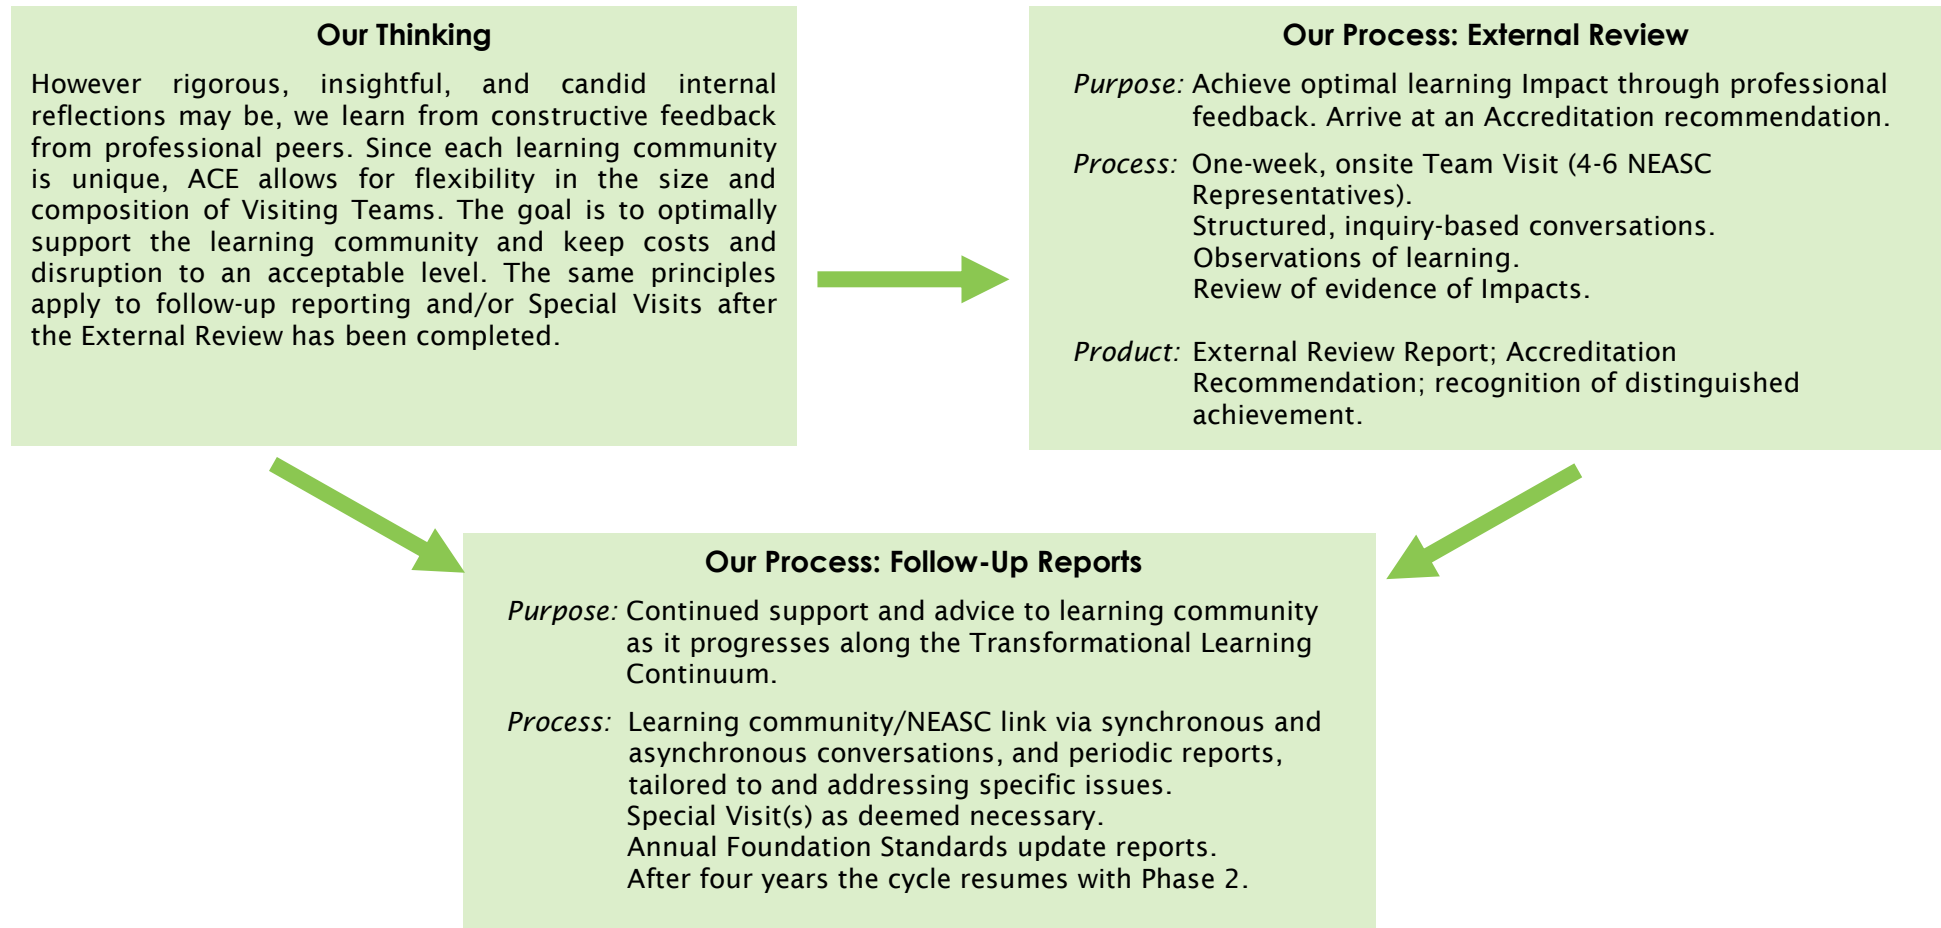 Our Thinking
However rigorous, insightful, and candid internal
reflections may be, we learn from constructive feedback
from professional peers. Since each learning community
is unique, ACE allows for flexibility in the size and
composition of Visiting Teams. The goal is to optimally
support the learning community and keep costs and
disruption to an acceptable level. The same principles
apply to follow-up reporting and/or Special Visits after
the External Review has been completed.
Our Process: External Review
Purpose: Achieve optimal learning Impact through professional
feedback. Arrive at an Accreditation recommendation.
Process: One-week, onsite Team Visit (4-6 NEASC
Representatives).
Structured, inquiry-based conversations.
Observations of learning.
Review of evidence of Impacts.
Product: External Review Report; Accreditation
Recommendation; recognition of distinguished
achievement.
Our Process: Follow-Up Reports
Purpose: Continued support and advice to learning community
as it progresses along the Transformational Learning
Continuum.
Process: Learning community/NEASC link via synchronous and
asynchronous conversations, and periodic reports,
tailored to and addressing specific issues.
Special Visit(s) as deemed necessary.
Annual Foundation Standards update reports.
After four years the cycle resumes with Phase 2.